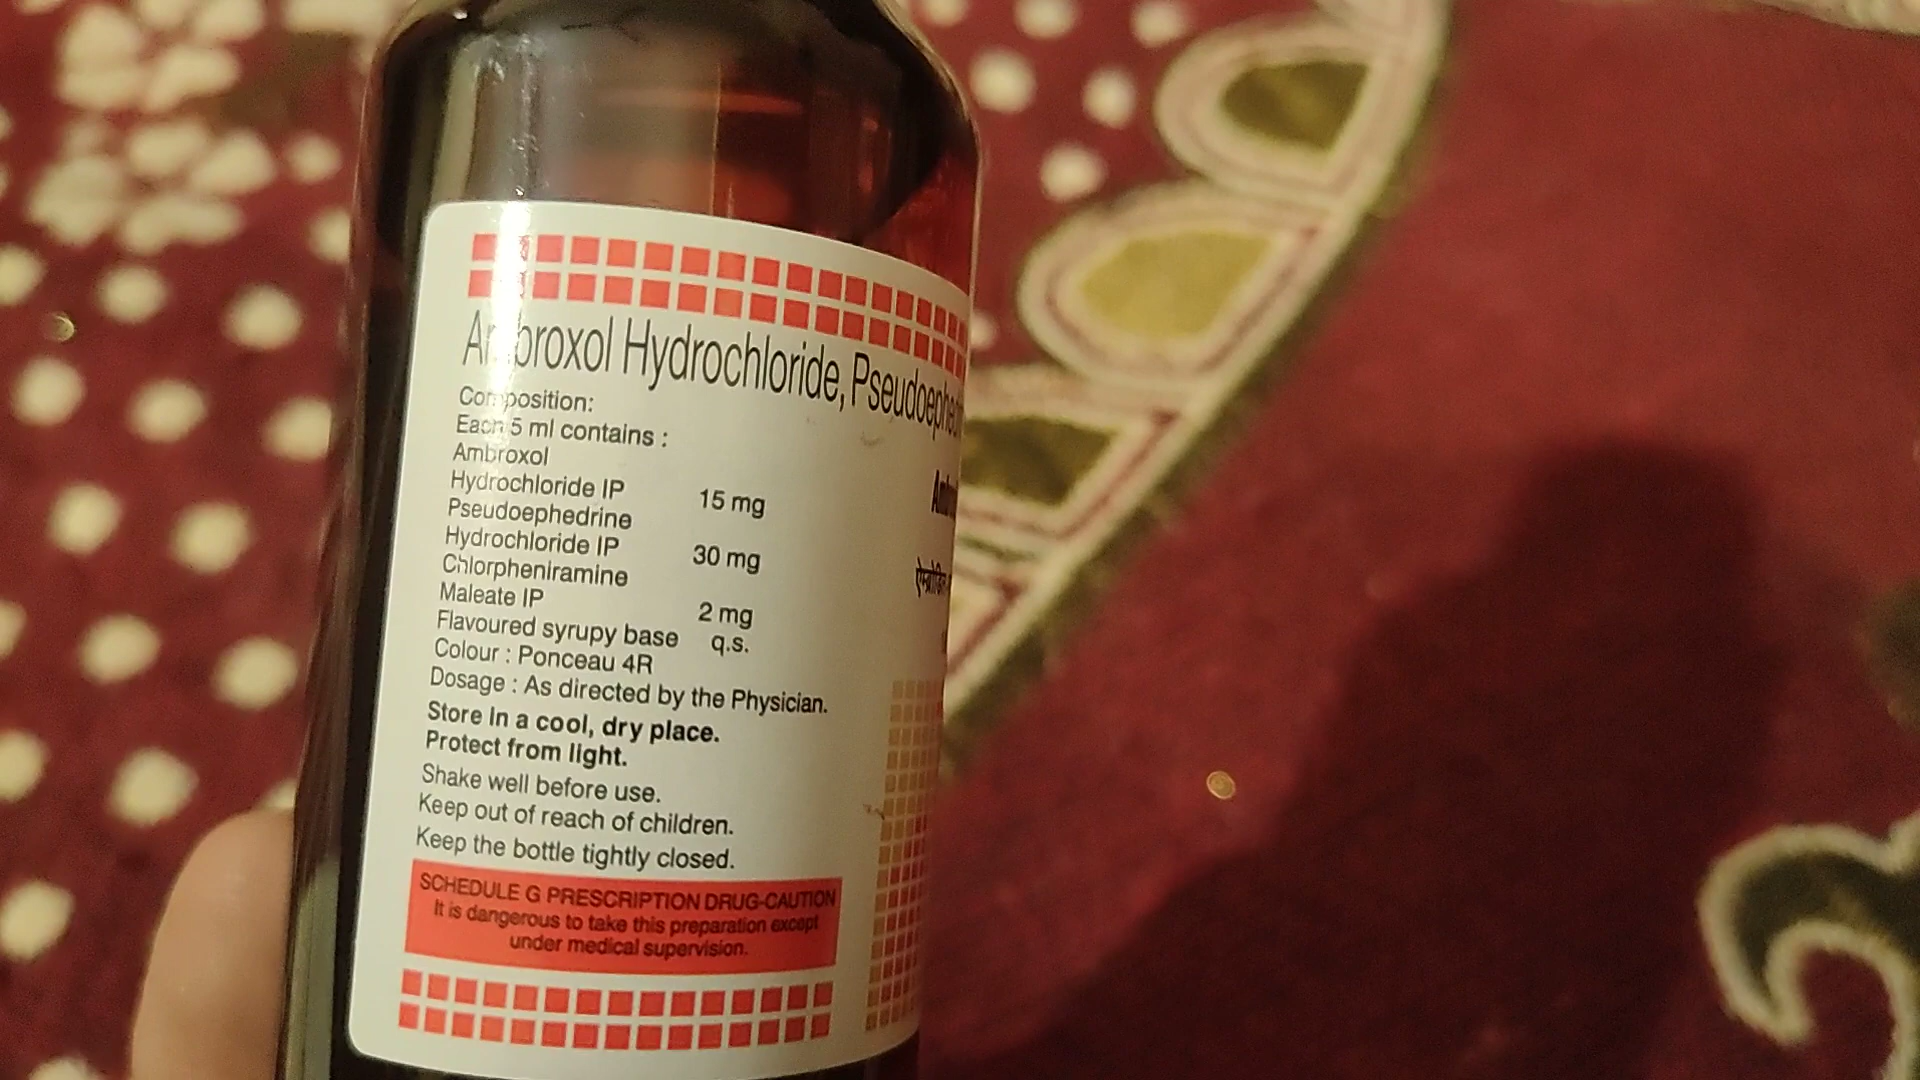 Ambroxol Hydrochloride, Pseudoephedrin
Composition:
Each 5 ml contains :
Ambroxol
Hydrochloride IP 15 mg
Pseudoephedrine
Hydrochloride IP 30 mg
Chlorpheniramine
Maleate IP 2 mg
Flavoured syrupy base q.s.
Colour : Ponceau 4R
Dosage : As directed by the Physician.
Store In a cool, dry place.
Protect from light.
Shake well before use.
Keep out of reach of children.
Keep the bottle tightly closed.
SCHEDULE G PRESCRIPTION DRUG-CAUTION
It is dangerous to take this preparation except
under medical supervision.